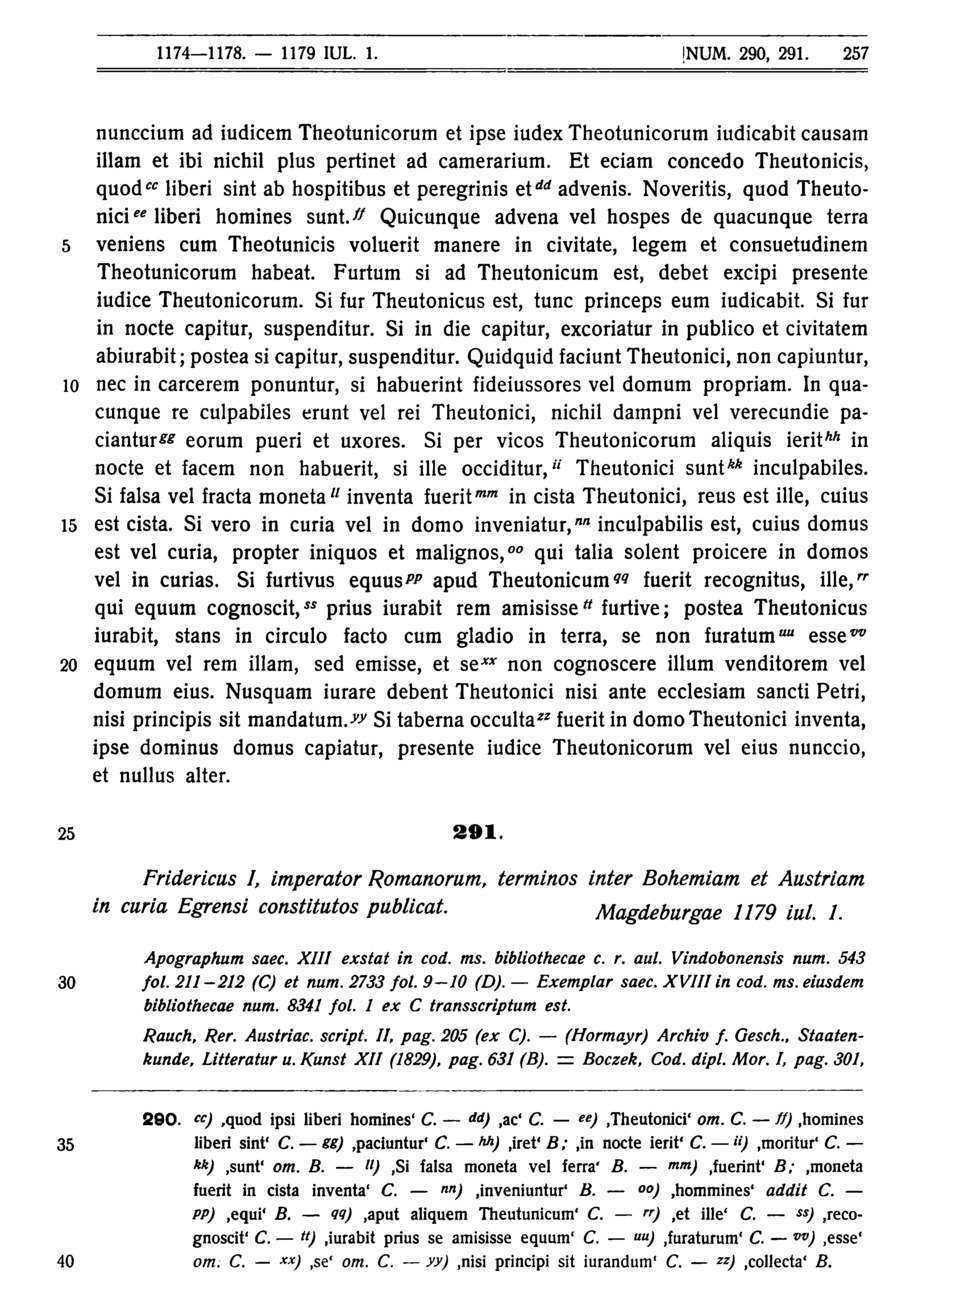 1174—1178. — 1179 IUL. 1. NUM. 290, 291. 257
nunccium ad iudicem Theotunicorum et ipse iudex Theotunicorum iudicabit causam
illam et ibi nichil plus pertinet ad camerarium. Et eciam concedo Theutonicis,
quod cc liberi sint ab hospitibus et peregrinis et dd advenis. Noveritis, quod Theuto-
nici ee liberi homines sunt. ff Quicunque advena vel hospes de quacunque terra
5 veniens cum Theotunicis voluerit manere in civitate, legem et consuetudinem
Theotunicorum habeat. Furtum si ad Theutonicum est, debet excipi presente
iudice Theutonicorum. Si fur Theutonicus est, tunc princeps eum iudicabit. Si fur
in nocte capitur, suspenditur. Si in die capitur, excoriatur in publico et civitatem
abiurabit; postea si capitur, suspenditur. Quidquid faciunt Theutonici, non capiuntur,
10 nec in carcerem ponuntur, si habuerint fideiussores vel domum propriam. In qua-
cunque re culpabiles erunt vel rei Theutonici, nichil dampni vel verecundie pa-
ciantur gg eorum pueri et uxores. Si per vicos Theutonicorum aliquis ierit hh in
nocte et facem non habuerit, si ille occiditur, ii Theutonici sunt kk inculpabiles.
Si falsa vel fracta moneta ll inventa fuerit mm in cista Theutonici, reus est ille, cuius
15 est cista. Si vero in curia vel in domo inveniatur, nn inculpabilis est, cuius domus
est vel curia, propter iniquos et malignos, oo qui talia solent proicere in domos
vel in curias. Si furtivus equus pp apud Theutonicum qq fuerit recognitus, ille, rr
qui equum cognoscit, ss prius iurabit rem amisisse tt furtive; postea Theutonicus
iurabit, stans in circulo facto cum gladio in terra, se non furatum uu esse vv
20 equum vel rem illam, sed emisse, et se xx non cognoscere illum venditorem vel
domum eius. Nusquam iurare debent Theutonici nisi ante ecclesiam sancti Petri,
nisi principis sit mandatum. yy Si taberna occulta zz fuerit in domo Theutonici inventa,
ipse dominus domus capiatur, presente iudice Theutonicorum vel eius nunccio,
et nullus alter.
25 291.
Fridericus I, imperator Romanorum, terminos inter Bohemiam et Austriam
in curia Egrensi constitutos publicat. Magdeburgae 1179 iul. 1.
Apographum saec. XIII exstat in cod. ms. bibliothecae c. r. aul. Vindobonensis num. 543
30 fol. 211—212 (C) et num. 2733 fol. 9—10 (D). — Exemplar saec. XVIII in cod. ms. eiusdem
bibliothecae num. 8341 fol. 1 ex C transscriptum est.
Rauch, Rer. Austriac. script. II, pag. 205 (ex C). — (Hormayr) Archiv f. Gesch., Staaten-
kunde, Litteratur u. Kunst XII (1829), pag. 631 (B). = Boczek, Cod. dipl. Mor. I, pag. 301,
290. cc) ‚quod ipsi liberi homines‘ C. — dd) ‚ac‘ C. — ee) ‚Theutonici‘ om. C. — ff) ‚homines
35 liberi sint‘ C. — gg) ‚paciuntur‘ C. — hh) ‚iret‘ B; ‚in nocte ierit‘ C. — ii) ‚moritur‘ C. —
kk) ‚sunt‘ om. B. — ll) ‚Si falsa moneta vel ferra‘ B. — mm) ‚fuerint‘ B; ‚moneta
fuerit in cista inventa‘ C. — nn) ‚inveniuntur‘ B. — oo) ‚hommines‘ addit C. —
pp) ‚equi‘ B. — qq) ‚aput aliquem Theutunicum‘ C. — rr) ‚et ille‘ C. — ss) ‚reco-
gnoscit‘ C. — tt) ‚iurabit prius se amisisse equum‘ C. — uu) ‚furaturum‘ C. — vv) ‚esse‘
40 om. C. — xx) ‚se‘ om. C. — yy) ‚nisi principi sit iurandum‘ C. — zz) ‚collecta‘ B.